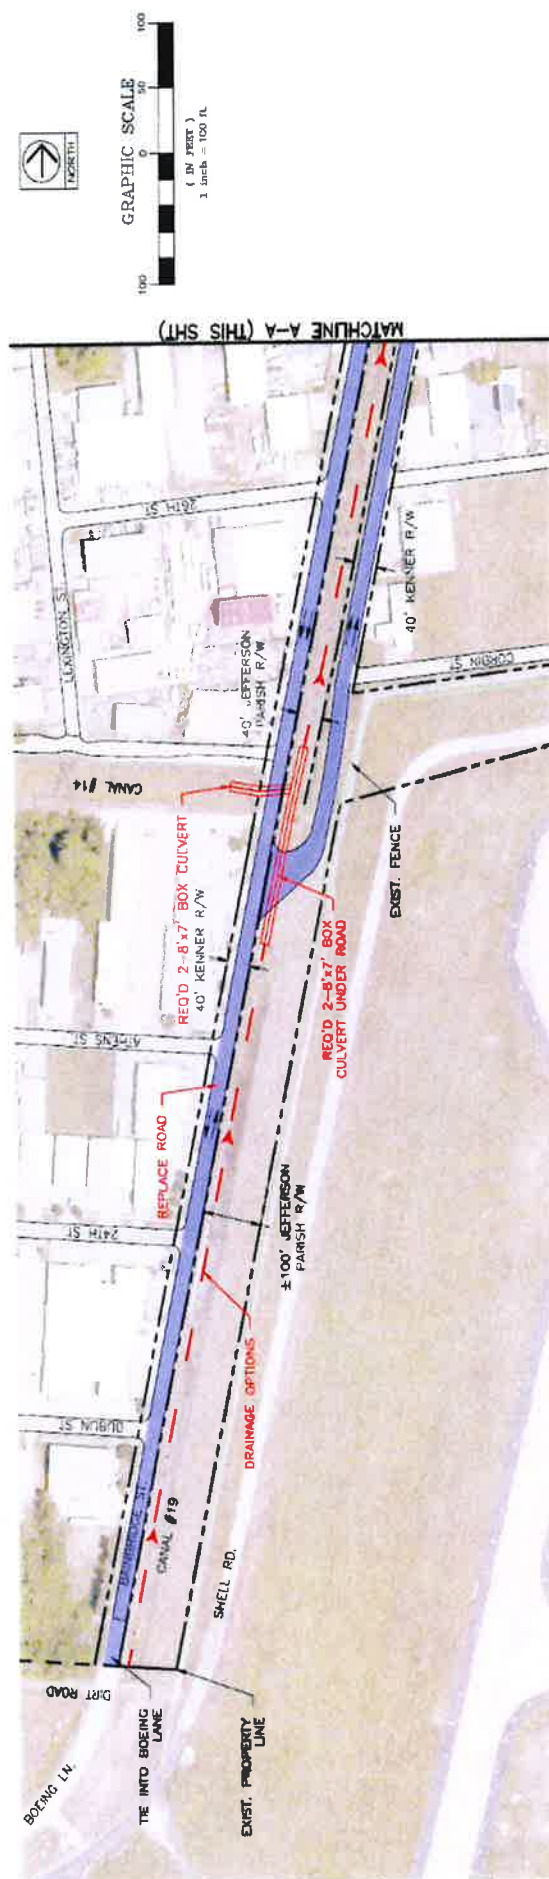 NORTH
GRAPHIC SCALE
100
0
50
100
( IN FEET )
1 inch = 100 ft.
MATCHLINE A-A (THIS SHT)
26TH ST
LEXINGTON S
40' JEFFERSON
PARISH R/W
40' KENNER R/W
CORBIN ST
CANAL #14
REQ'D 2-8'x7' BOX CULVERT
40' KENNER R/W
EXIST. FENCE
REQ'D 2-8'x7' BOX
CULVERT UNDER ROAD
ATHENS ST
REPLACE ROAD
24TH ST
±100' JEFFERSON
PARISH R/W
DRAINAGE OPTIONS
DUBLIN ST
BAINBRIDGE ST.
CANAL #19
SHELL RD.
DIRT ROAD
BOEING LN.
TIE INTO BOEING
LANE
EXIST. PROPERTY
LINE